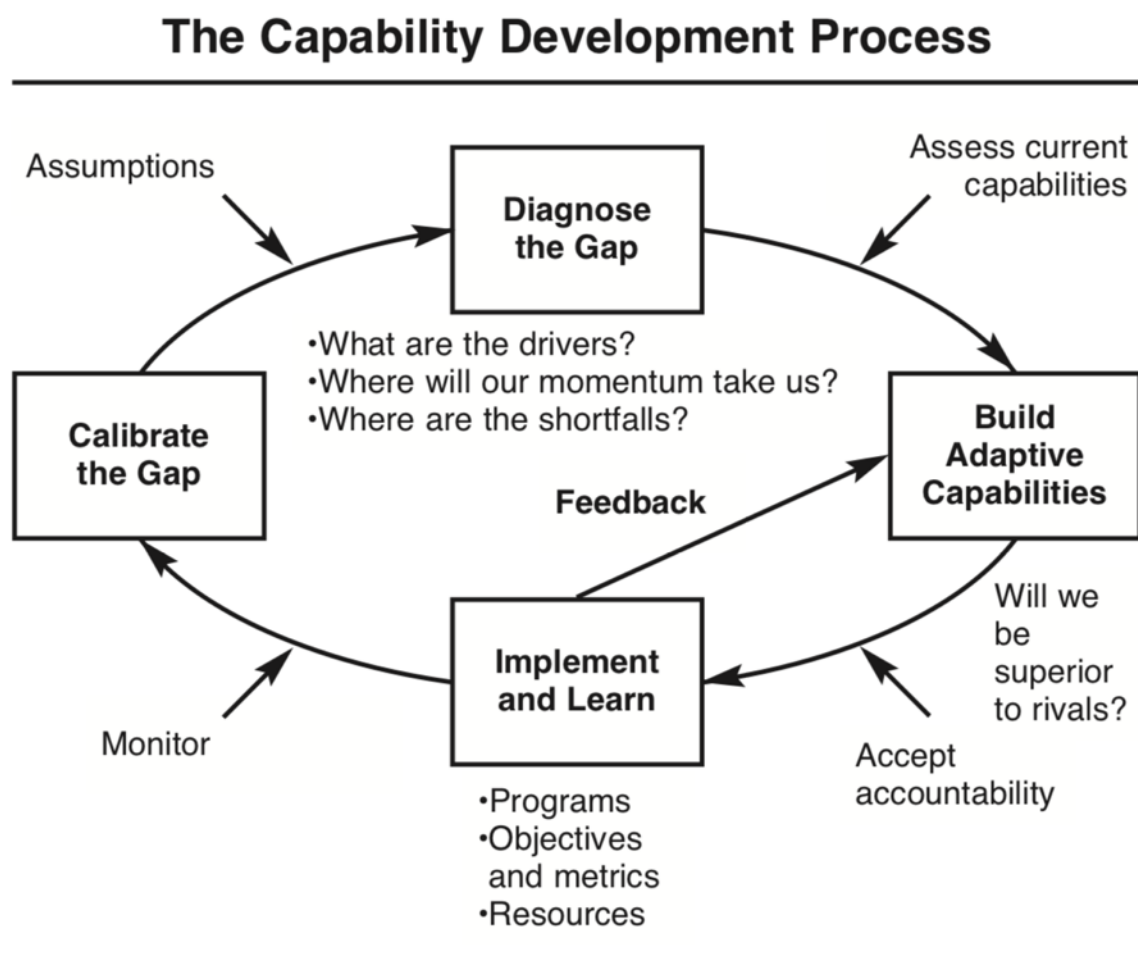 The Capability Development Process
Assumptions
Assess current
capabilities
Diagnose
the Gap
•What are the drivers?
•Where will our momentum take us?
•Where are the shortfalls?
Calibrate
the Gap
Build
Adaptive
Capabilities
Feedback
Implement
and Learn
Will we
be
superior
to rivals?
Monitor
Accept
accountability
•Programs
•Objectives
and metrics
•Resources